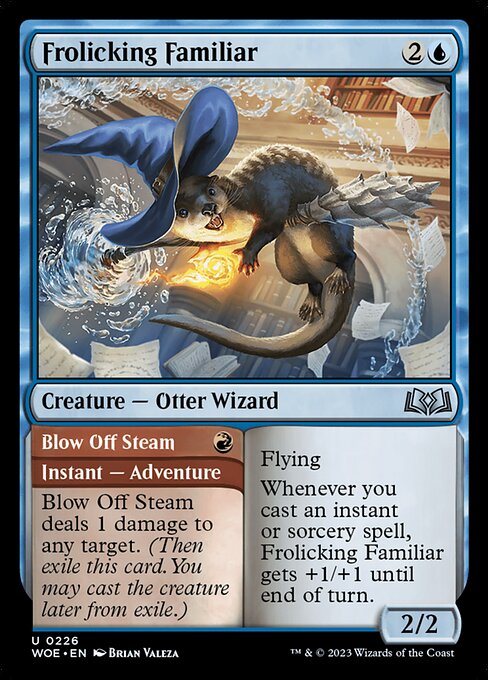 Frolicking Familiar 2
Creature — Otter Wizard
Blow Off Steam
Instant — Adventure
Blow Off Steam
deals 1 damage to
any target. (Then
exile this card. You
may cast the creature
later from exile.)
Flying
Whenever you
cast an instant
or sorcery spell,
Frolicking Familiar
gets +1/+1 until
end of turn.
2/2
U 0226
WOE • EN Brian Valeza
™ & © 2023 Wizards of the Coast